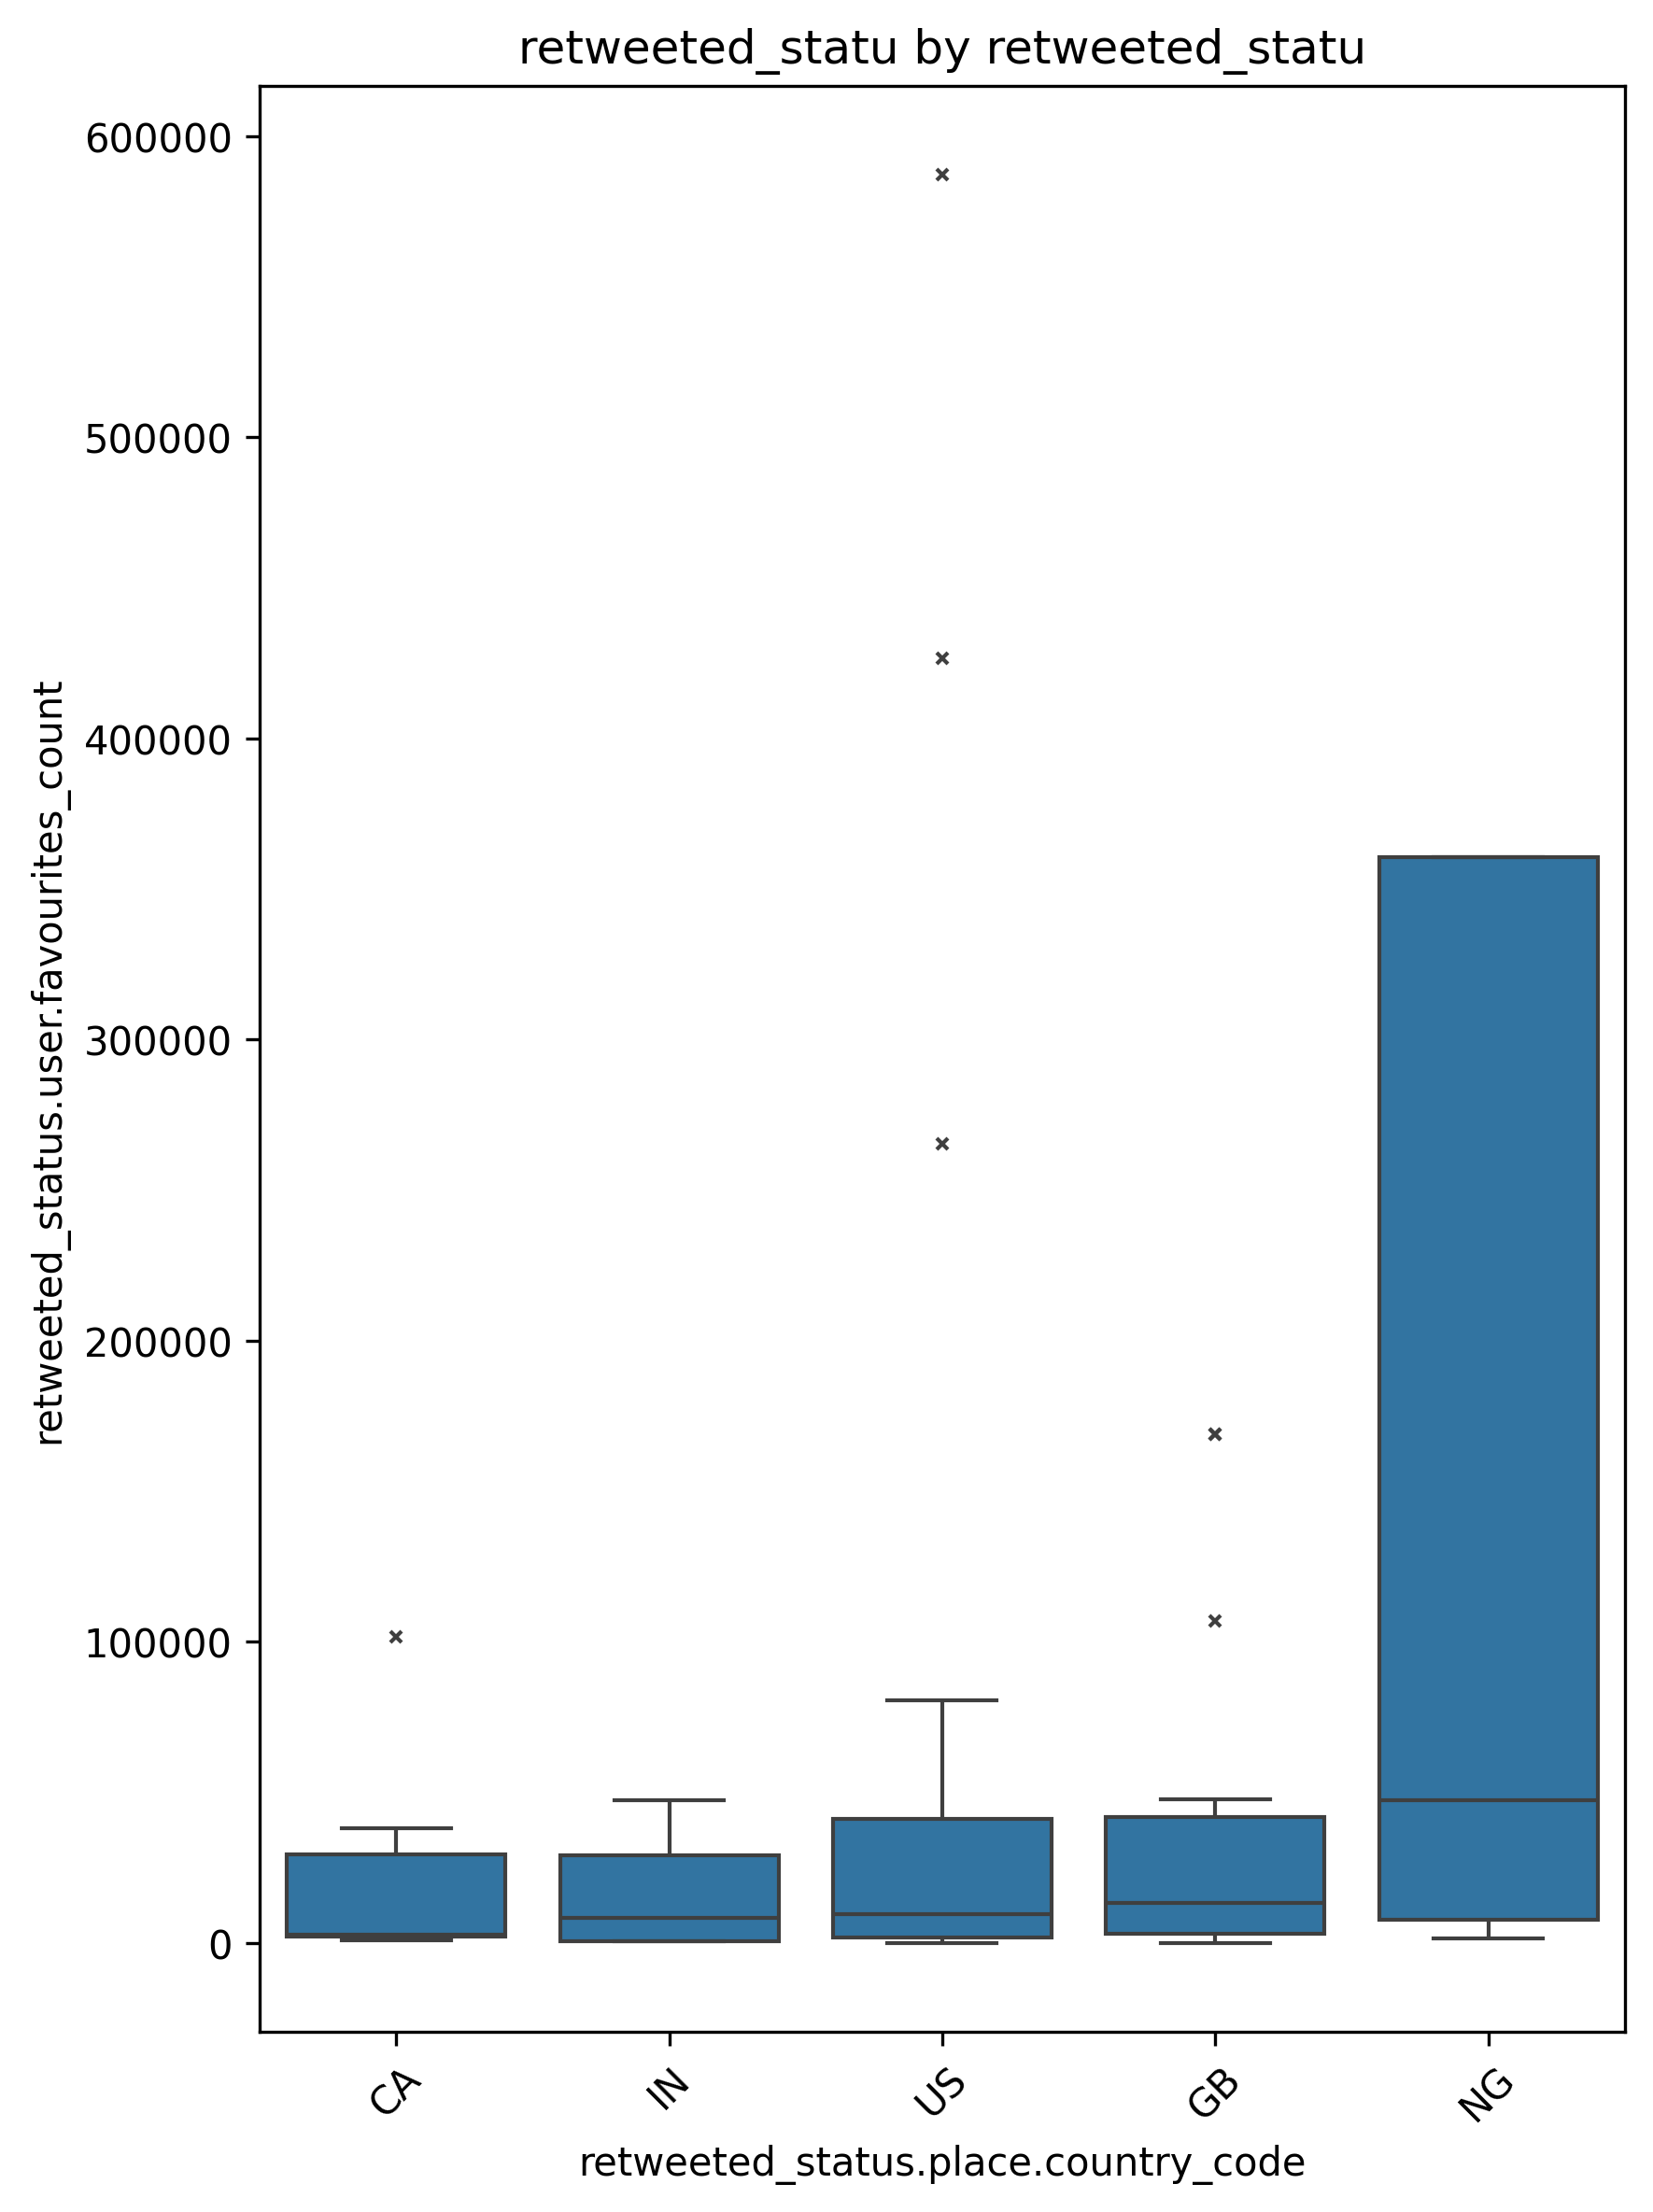 retweeted_statu by retweeted_statu
600000
500000
400000
300000
200000
100000
0
retweeted_status.user.favourites_count
CA
IN
US
GB
NG
retweeted_status.place.country_code